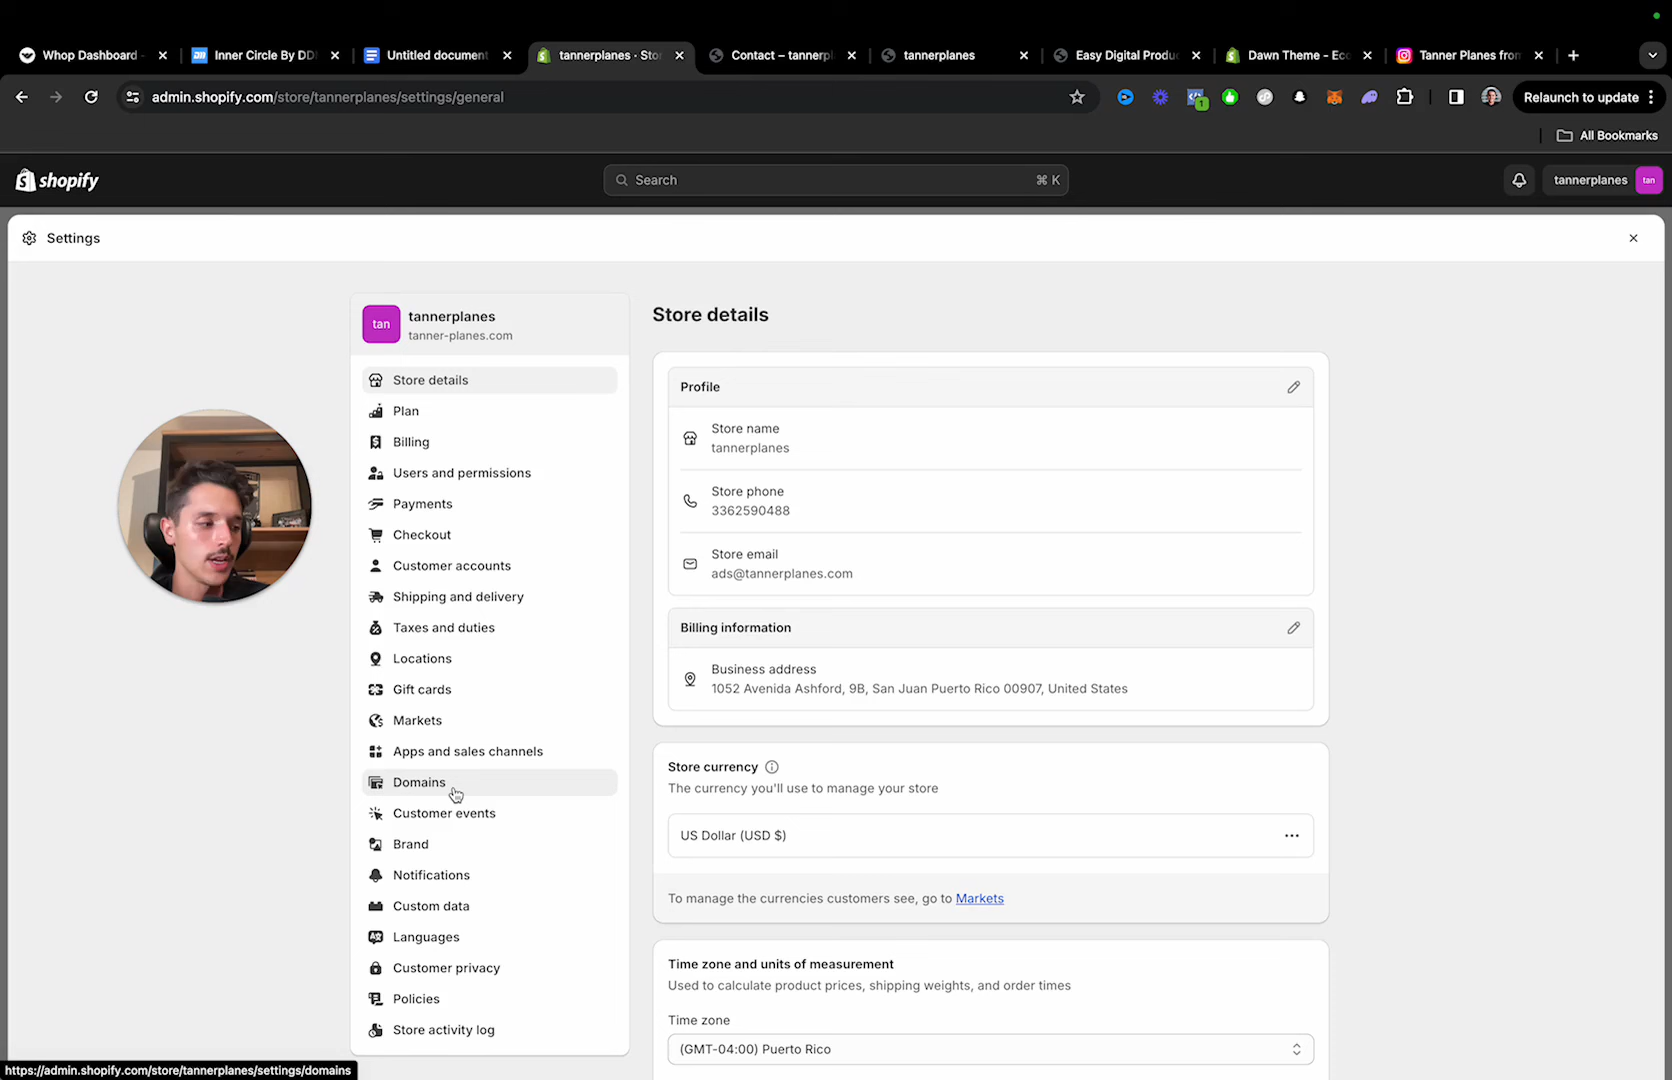 Whop Dashboard
Inner Circle By DD
Untitled document
tannerplanes · Sto
Contact – tannerpl
tannerplanes
Easy Digital Produc
Dawn Theme - Eco
Tanner Planes from
admin.shopify.com/store/tannerplanes/settings/general
1
Relaunch to update
All Bookmarks
shopify
Search
⌘ K
tannerplanes
tan
Settings
tan
tannerplanes
tanner-planes.com
Store details
Plan
Billing
Users and permissions
Payments
Checkout
Customer accounts
Shipping and delivery
Taxes and duties
Locations
Gift cards
Markets
Apps and sales channels
Domains
Customer events
Brand
Notifications
Custom data
Languages
Customer privacy
Policies
Store activity log
Store details
Profile
Store name
tannerplanes
Store phone
3362590488
Store email
ads@tannerplanes.com
Billing information
Business address
1052 Avenida Ashford, 9B, San Juan Puerto Rico 00907, United States
Store currency
The currency you'll use to manage your store
US Dollar (USD $)
To manage the currencies customers see, go to Markets
Time zone and units of measurement
Used to calculate product prices, shipping weights, and order times
Time zone
(GMT-04:00) Puerto Rico
https://admin.shopify.com/store/tannerplanes/settings/domains